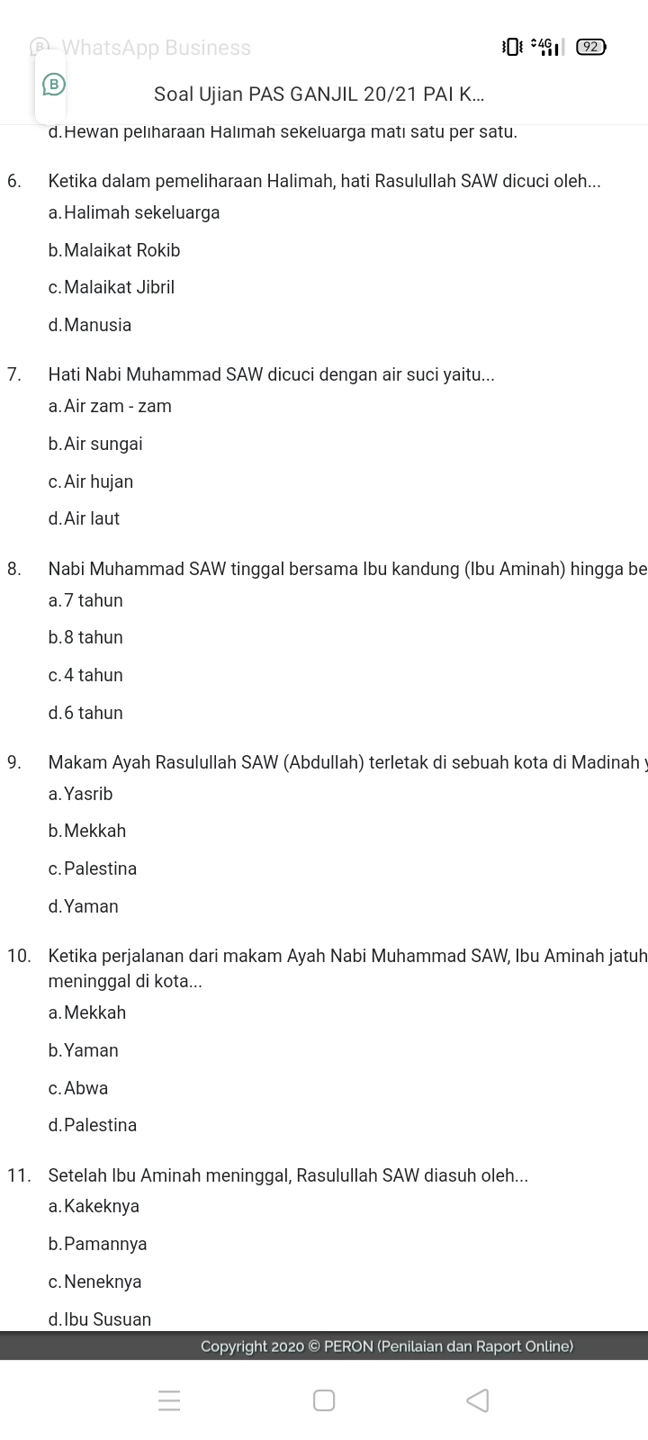 WhatsApp Business
4G
92
B
Soal Ujian PAS GANJIL 20/21 PAI K...
d.Hewan peliharaan Halimah sekeluarga mati satu per satu.
6. Ketika dalam pemeliharaan Halimah, hati Rasulullah SAW dicuci oleh...
a.Halimah sekeluarga
b.Malaikat Rokib
c.Malaikat Jibril
d.Manusia
7. Hati Nabi Muhammad SAW dicuci dengan air suci yaitu...
a.Air zam - zam
b.Air sungai
c.Air hujan
d.Air laut
8. Nabi Muhammad SAW tinggal bersama Ibu kandung (Ibu Aminah) hingga be
a.7 tahun
b.8 tahun
c.4 tahun
d.6 tahun
9. Makam Ayah Rasulullah SAW (Abdullah) terletak di sebuah kota di Madinah y
a.Yasrib
b.Mekkah
c.Palestina
d.Yaman
10. Ketika perjalanan dari makam Ayah Nabi Muhammad SAW, Ibu Aminah jatuh
meninggal di kota...
a.Mekkah
b.Yaman
c.Abwa
d.Palestina
11. Setelah Ibu Aminah meninggal, Rasulullah SAW diasuh oleh...
a.Kakeknya
b.Pamannya
c.Neneknya
d.Ibu Susuan
Copyright 2020 © PERON (Penilaian dan Raport Online)